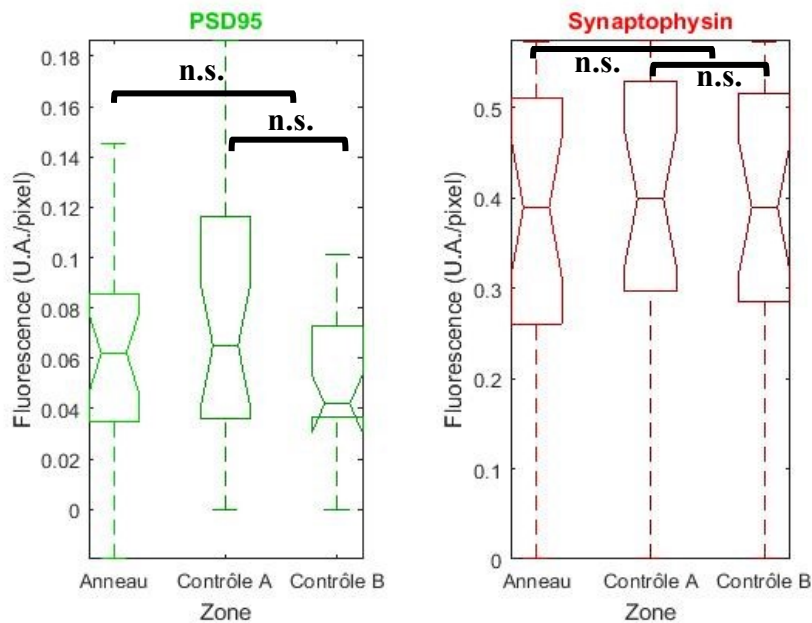 PSD95
Fluorescence (U.A./pixel)
0.18
0.16
0.14
0.12
0.1
0.08
0.06
0.04
0.02
0
n.s.
n.s.
Anneau
Contrôle A
Contrôle B
Zone
Synaptophysin
Fluorescence (U.A./pixel)
0.5
0.4
0.3
0.2
0.1
0
n.s.
n.s.
Anneau
Contrôle A
Contrôle B
Zone